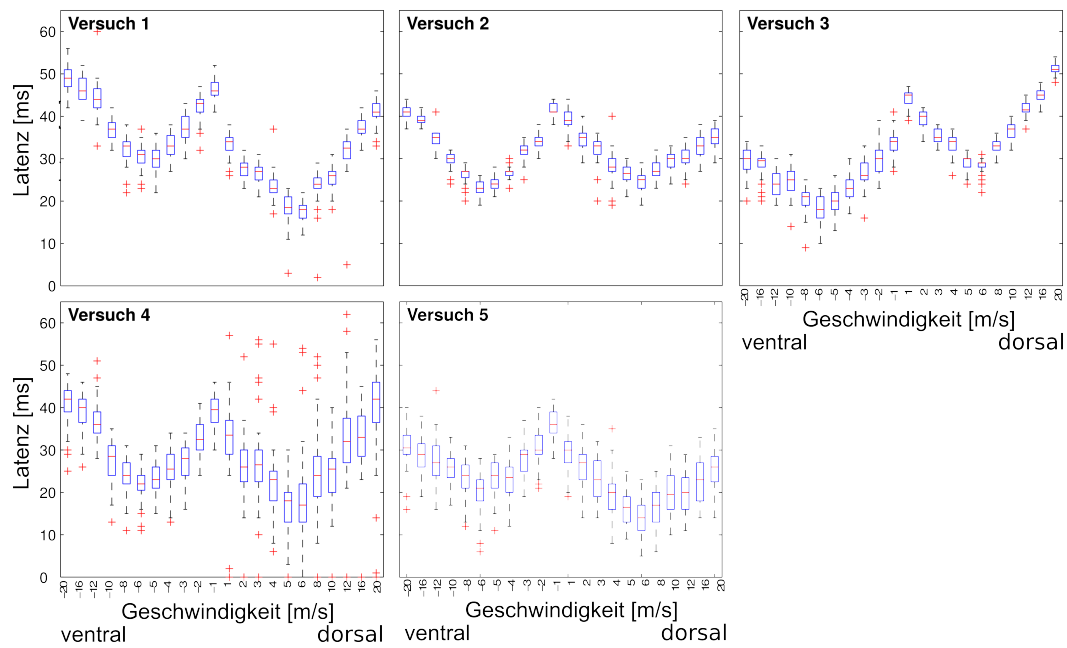 Versuch 1
Versuch 2
Versuch 3
60
50
40
30
20
10
0
Latenz [ms]
−20 −16 −12 −10 −8 −6 −5 −4 −3 −2 −1 1 2 3 4 5 6 8 10 12 16 20
Geschwindigkeit [m/s]
ventral dorsal
Versuch 4
Versuch 5
60
50
40
30
20
10
0
Latenz [ms]
−20 −16 −12 −10 −8 −6 −5 −4 −3 −2 −1 1 2 3 4 5 6 8 10 12 16 20
−20 −16 −12 −10 −8 −6 −5 −4 −3 −2 −1 1 2 3 4 5 6 8 10 12 16 20
Geschwindigkeit [m/s]
Geschwindigkeit [m/s]
ventral dorsal
ventral dorsal